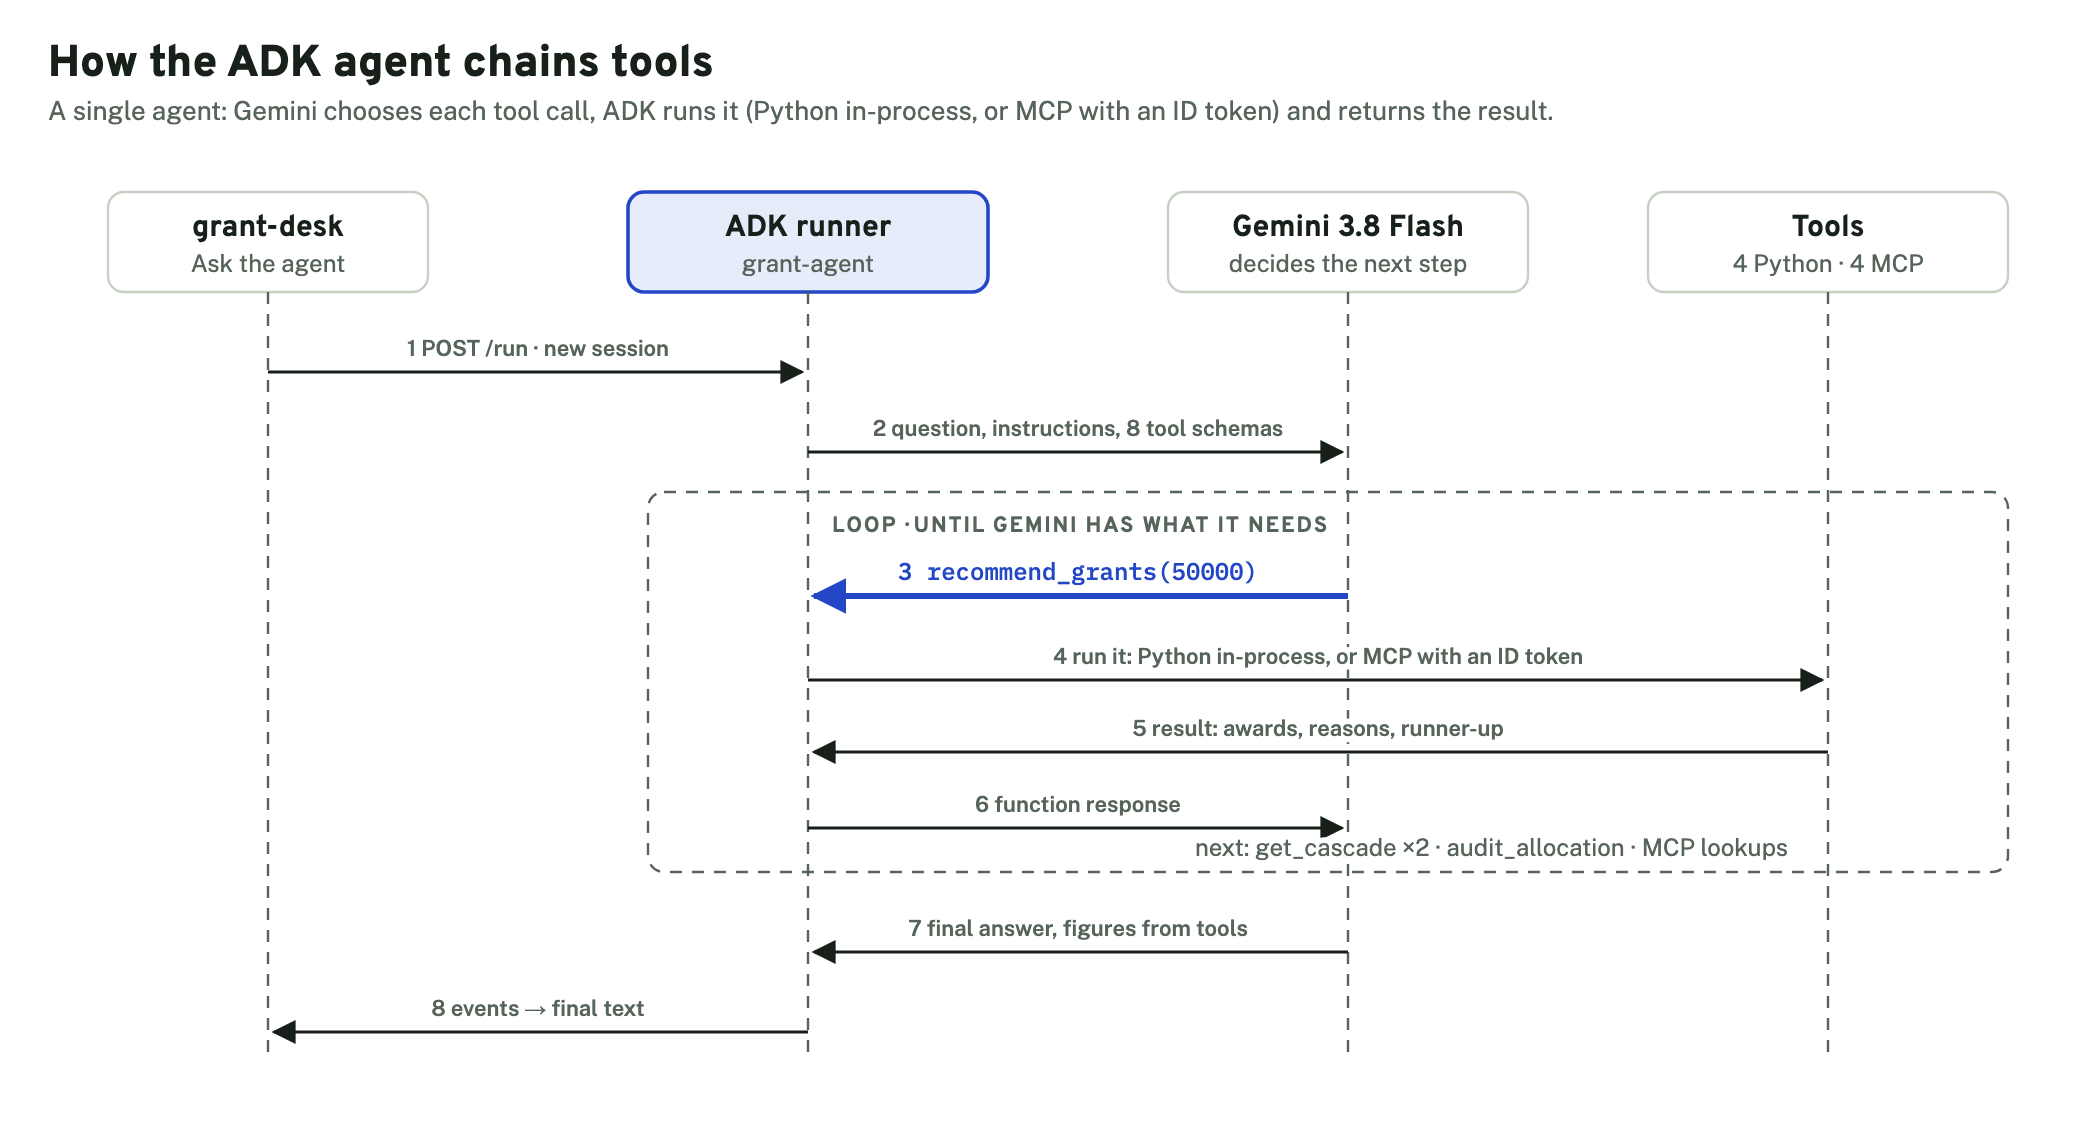 How the ADK agent chains tools
A single agent: Gemini chooses each tool call, ADK runs it (Python in-process, or MCP with an ID token) and returns the result.
grant-desk
Ask the agent
ADK runner
grant-agent
Gemini 3.8 Flash
decides the next step
Tools
4 Python · 4 MCP
1 POST /run · new session
2 question, instructions, 8 tool schemas
LOOP · UNTIL GEMINI HAS WHAT IT NEEDS
3 recommend_grants(50000)
4 run it: Python in-process, or MCP with an ID token
5 result: awards, reasons, runner-up
6 function response
next: get_cascade ×2 · audit_allocation · MCP lookups
7 final answer, figures from tools
8 events → final text